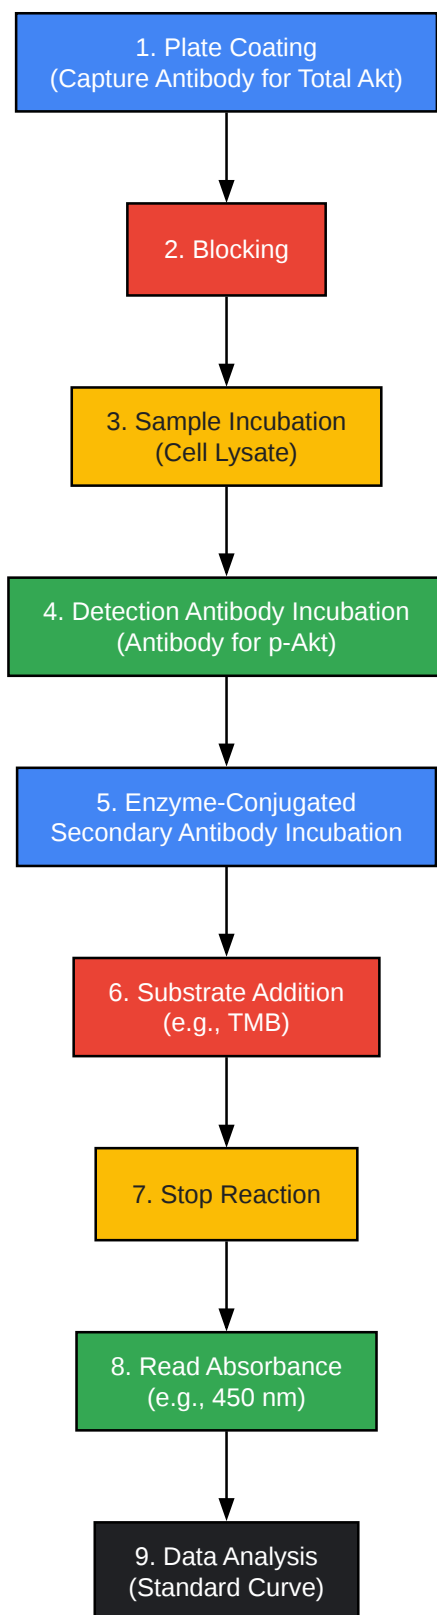 1. Plate Coating
(Capture Antibody for Total Akt)
2. Blocking
3. Sample Incubation
(Cell Lysate)
4. Detection Antibody Incubation
(Antibody for p-Akt)
5. Enzyme-Conjugated
Secondary Antibody Incubation
6. Substrate Addition
(e.g., TMB)
7. Stop Reaction
8. Read Absorbance
(e.g., 450 nm)
9. Data Analysis
(Standard Curve)